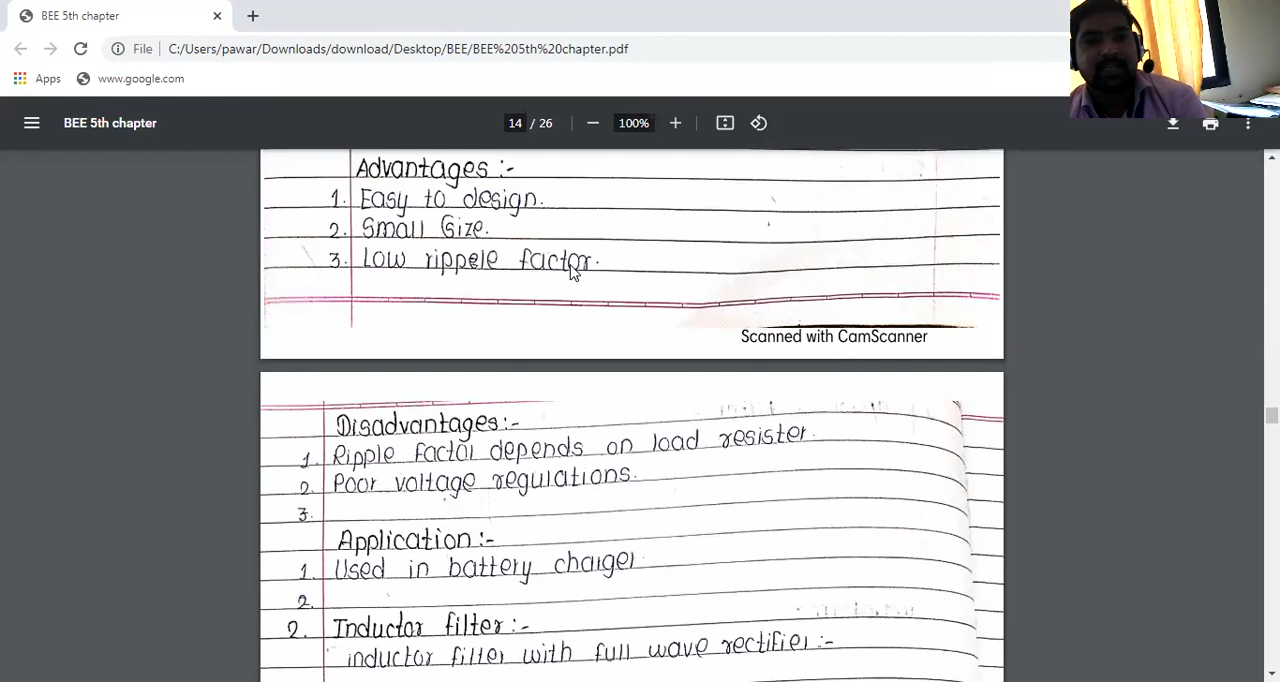 BEE 5th chapter
File C:/Users/pawar/Downloads/download/Desktop/BEE/BEE%205th%20chapter.pdf
Apps www.google.com
BEE 5th chapter 14 / 26 100%
Advantages :-
1. Easy to design.
2. Small Size.
3. Low rippele factor.
Scanned with CamScanner
Disadvantages:-
1. Ripple factor depends on load resister.
2. Poor voltage regulations.
3.
Application:-
1. Used in battery charger
2.
2. Inductor filter:-
inductor filter with full wave rectifier:-